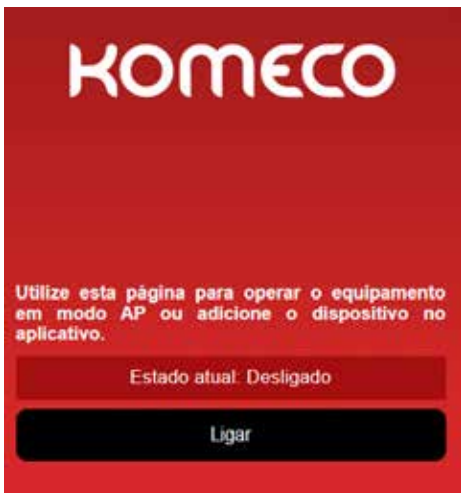 KOMECO
Utilize esta página para operar o equipamento
em modo AP ou adicione o dispositivo no
aplicativo.
Estado atual: Desligado
Ligar